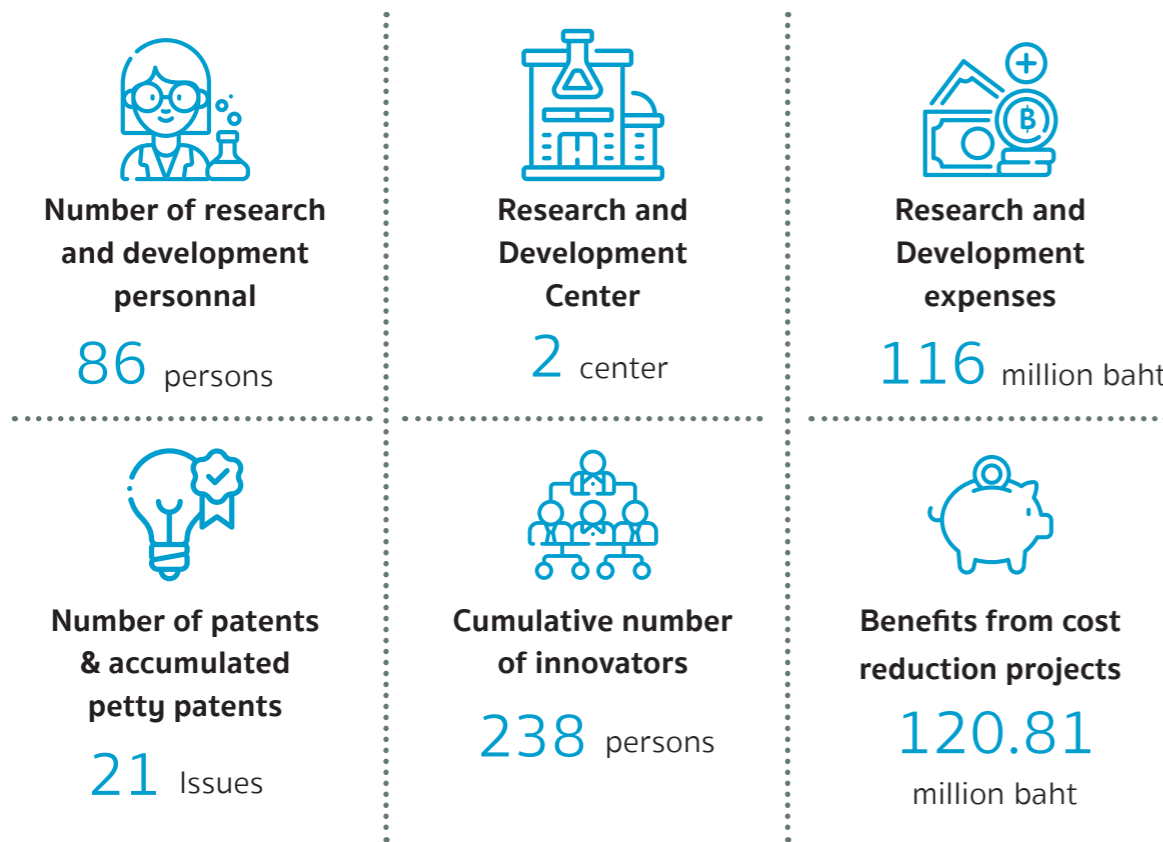 ฿
Number of research
and development
personnal
86 persons
Research and
Development
Center
2 center
Research and
Development
expenses
116 million baht
Number of patents
& accumulated
petty patents
21 Issues
Cumulative number
of innovators
238 persons
Benefits from cost
reduction projects
120.81
million baht